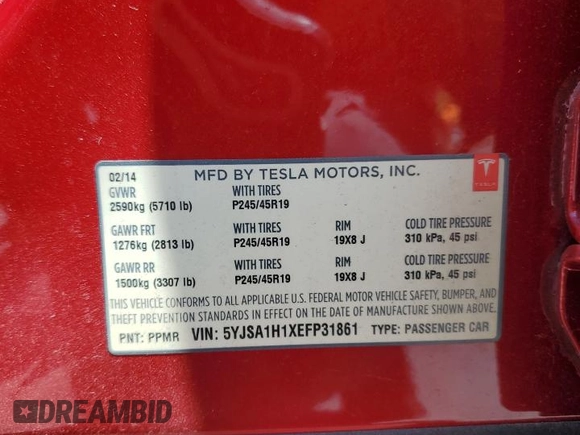 02/14 MFD BY TESLA MOTORS, INC. TESLA
GVWR WITH TIRES
2590kg (5710 lb) P245/45R19
GAWR FRT WITH TIRES RIM COLD TIRE PRESSURE
1276kg (2813 lb) P245/45R19 19X8 J 310 kPa, 45 psi
GAWR RR WITH TIRES RIM COLD TIRE PRESSURE
1500kg (3307 lb) P245/45R19 19X8 J 310 kPa, 45 psi
THIS VEHICLE CONFORMS TO ALL APPLICABLE U.S. FEDERAL MOTOR VEHICLE SAFETY, BUMPER, AND
THEFT PREVENTION STANDARDS IN EFFECT ON THE DATE OF MANUFACTURE SHOWN ABOVE.
PNT: PPMR VIN: 5YJSA1H1XEFP31861 TYPE: PASSENGER CAR
DREAMBID